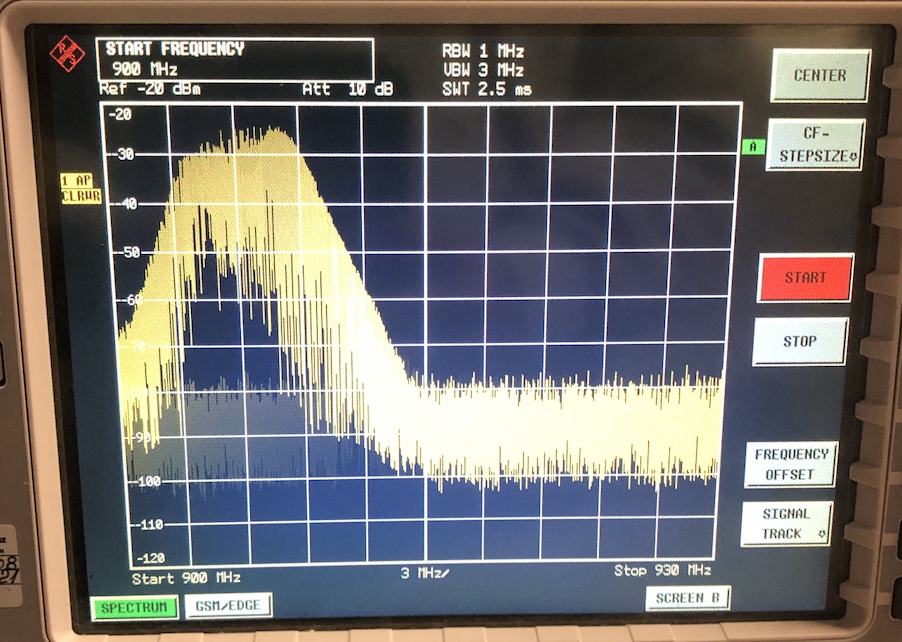 R S
START FREQUENCY
900 MHz
RBW 1 MHz
VBW 3 MHz
Ref -20 dBm Att 10 dB SWT 2.5 ms
CENTER
CF-
STEPSIZE
A
1 AP
CLRWR
START
STOP
FREQUENCY
OFFSET
SIGNAL
TRACK
-20
-30
-40
-50
-60
-70
-90
-100
-110
-120
Start 900 MHz 3 MHz/ Stop 930 MHz
SPECTRUM GSM/EDGE SCREEN B